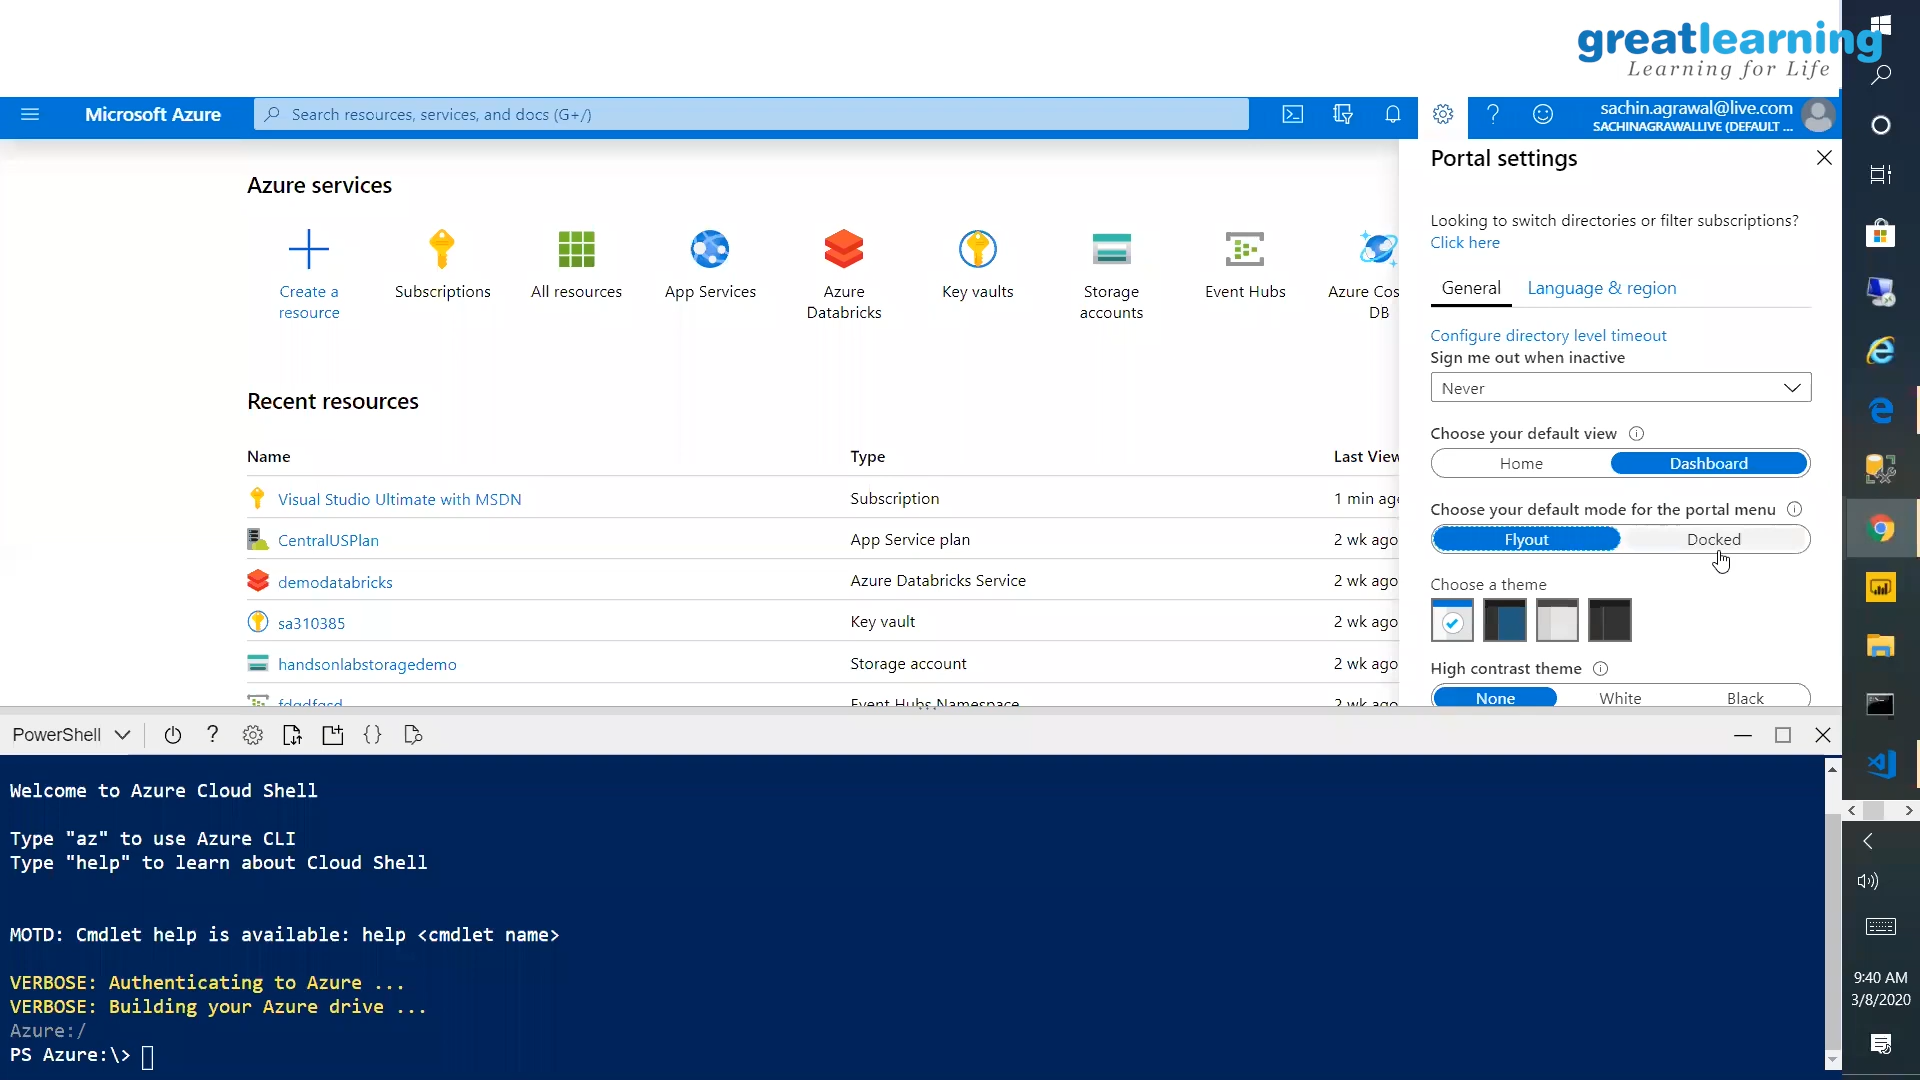 greatlearning
Learning for Life
Microsoft Azure
Search resources, services, and docs (G+/)
sachin.agrawal@live.com
SACHINAGRAWALLIVE (DEFAULT ...
Portal settings
Looking to switch directories or filter subscriptions?
Click here
General
Language & region
Configure directory level timeout
Sign me out when inactive
Never
Choose your default view
Home
Dashboard
Choose your default mode for the portal menu
Flyout
Docked
Choose a theme
High contrast theme
None
White
Black
Azure services
Create a resource
Subscriptions
All resources
App Services
Azure Databricks
Key vaults
Storage accounts
Event Hubs
Azure Cos
DB
Recent resources
Name Type Last View
Visual Studio Ultimate with MSDN Subscription 1 min ago
CentralUSPlan App Service plan 2 wk ago
demodatabricks Azure Databricks Service 2 wk ago
sa310385 Key vault 2 wk ago
handsonlabstoragedemo Storage account 2 wk ago
Event Hubs Namespace 2 wk ago
PowerShell
Welcome to Azure Cloud Shell
Type "az" to use Azure CLI
Type "help" to learn about Cloud Shell
MOTD: Cmdlet help is available: help <cmdlet name>
VERBOSE: Authenticating to Azure ...
VERBOSE: Building your Azure drive ...
Azure:/
PS Azure:\>
9:40 AM
3/8/2020